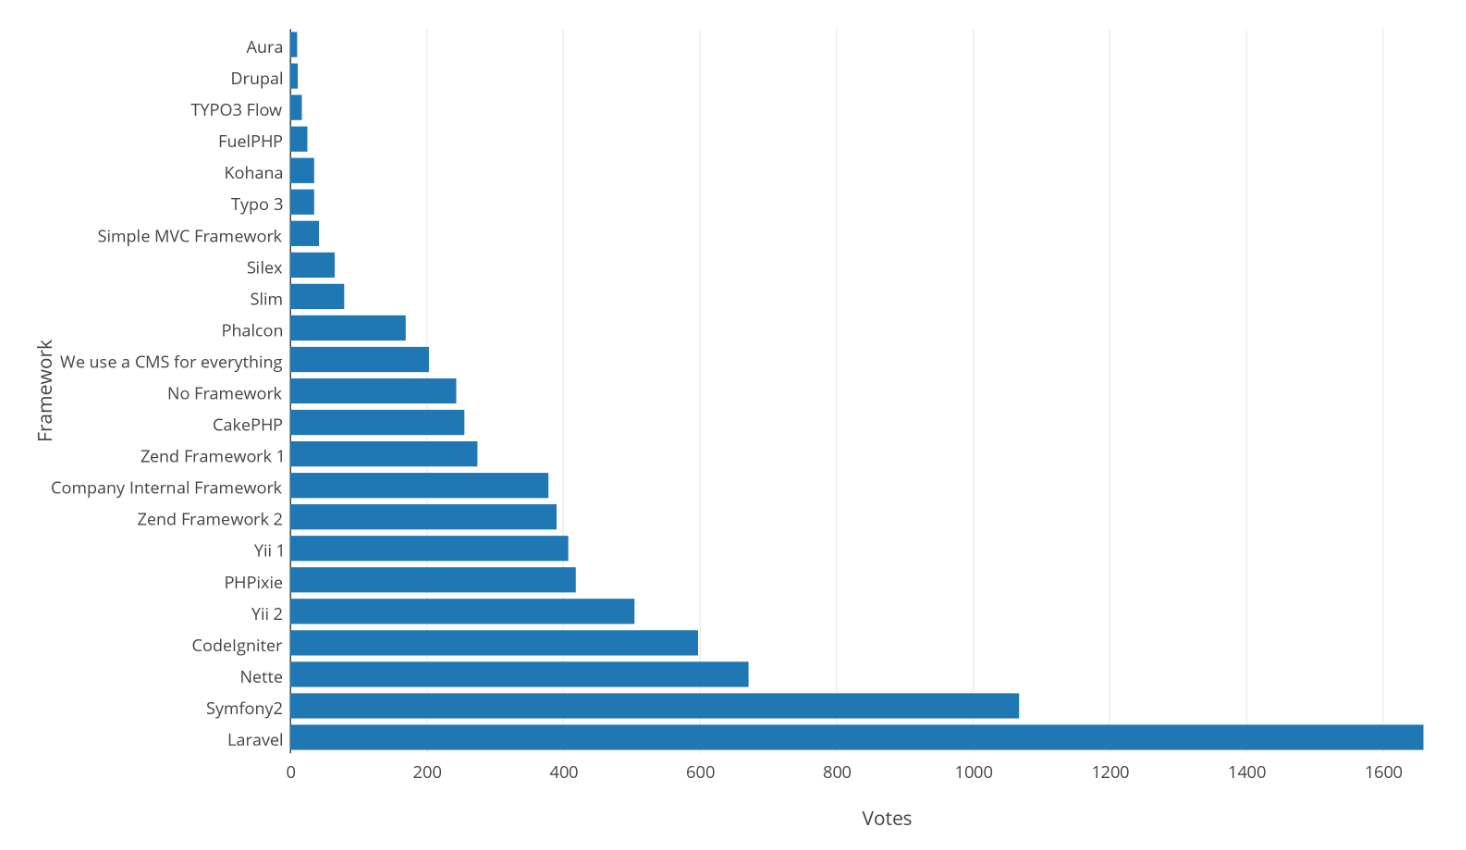 Aura
Drupal
TYPO3 Flow
FuelPHP
Kohana
Typo 3
Simple MVC Framework
Silex
Slim
Phalcon
We use a CMS for everything
No Framework
CakePHP
Zend Framework 1
Company Internal Framework
Zend Framework 2
Yii 1
PHPixie
Yii 2
CodeIgniter
Nette
Symfony2
Laravel
Framework
0 200 400 600 800 1000 1200 1400 1600
Votes